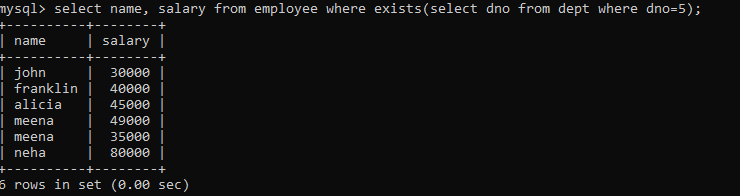 mysql> select name, salary from employee where exists(select dno from dept where dno=5);
+----------+--------+
| name     | salary |
+----------+--------+
| john     |  30000 |
| franklin |  40000 |
| alicia   |  45000 |
| meena    |  49000 |
| meena    |  35000 |
| neha     |  80000 |
+----------+--------+
6 rows in set (0.00 sec)